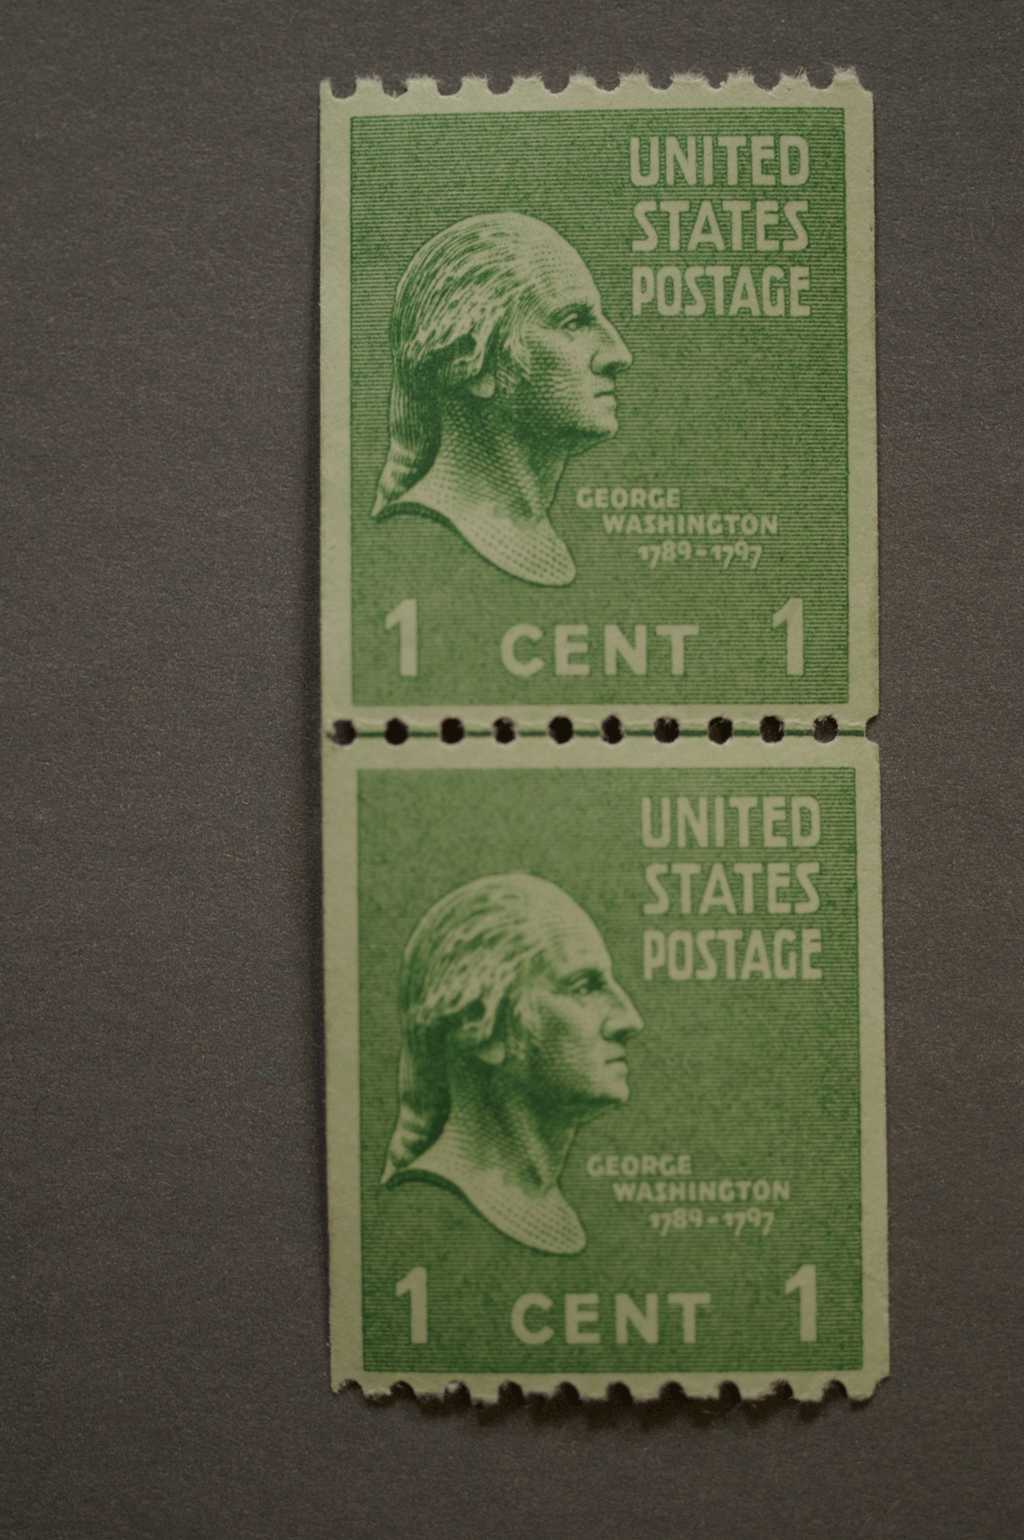 UNITED
STATES
POSTAGE
GEORGE
WASHINGTON
1789-1797
1 CENT 1
UNITED
STATES
POSTAGE
GEORGE
WASHINGTON
1789-1797
1 CENT 1